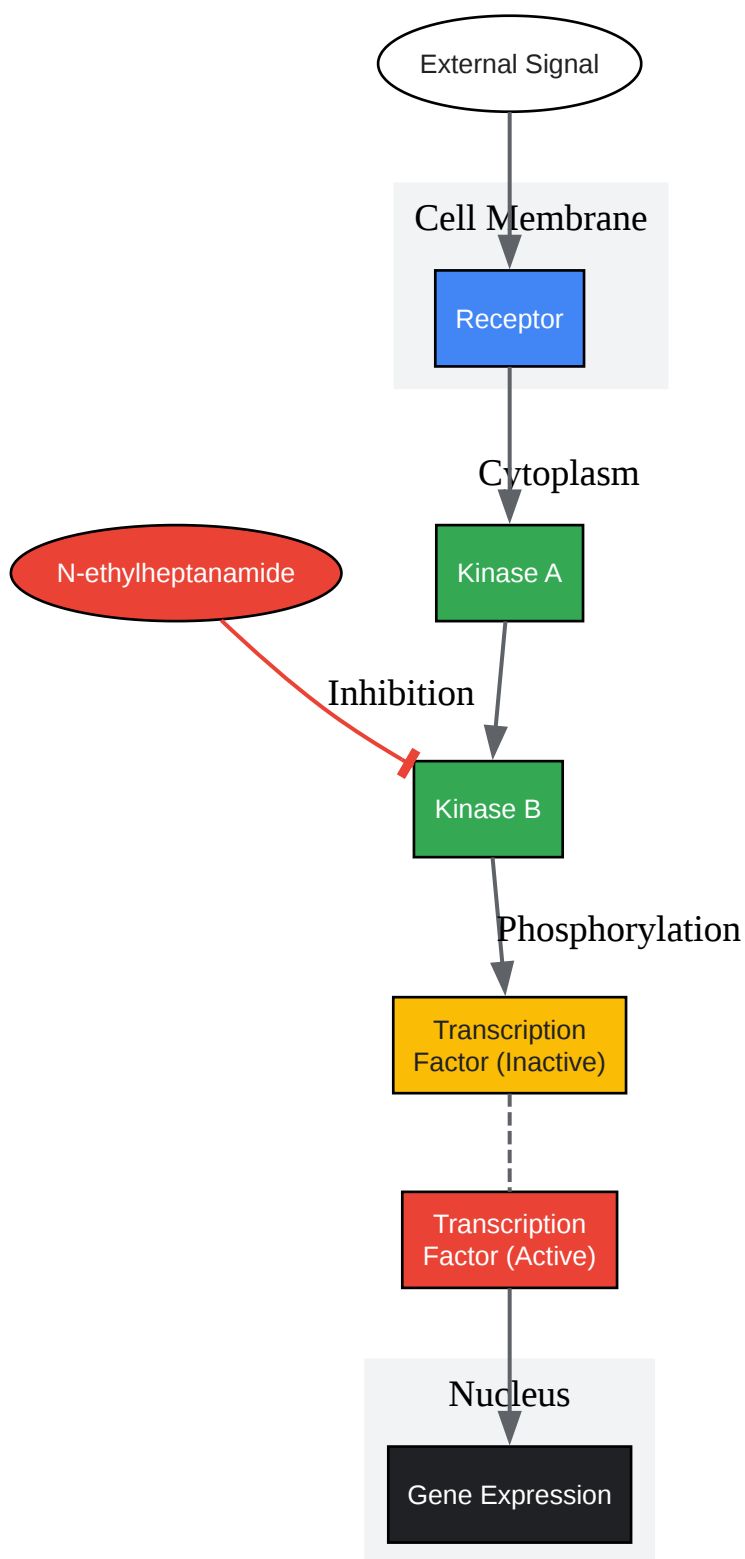 External Signal
Cell Membrane
Receptor
Cytoplasm
N-ethylheptanamide
Kinase A
Inhibition
Kinase B
Phosphorylation
Transcription
Factor (Inactive)
Transcription
Factor (Active)
Nucleus
Gene Expression